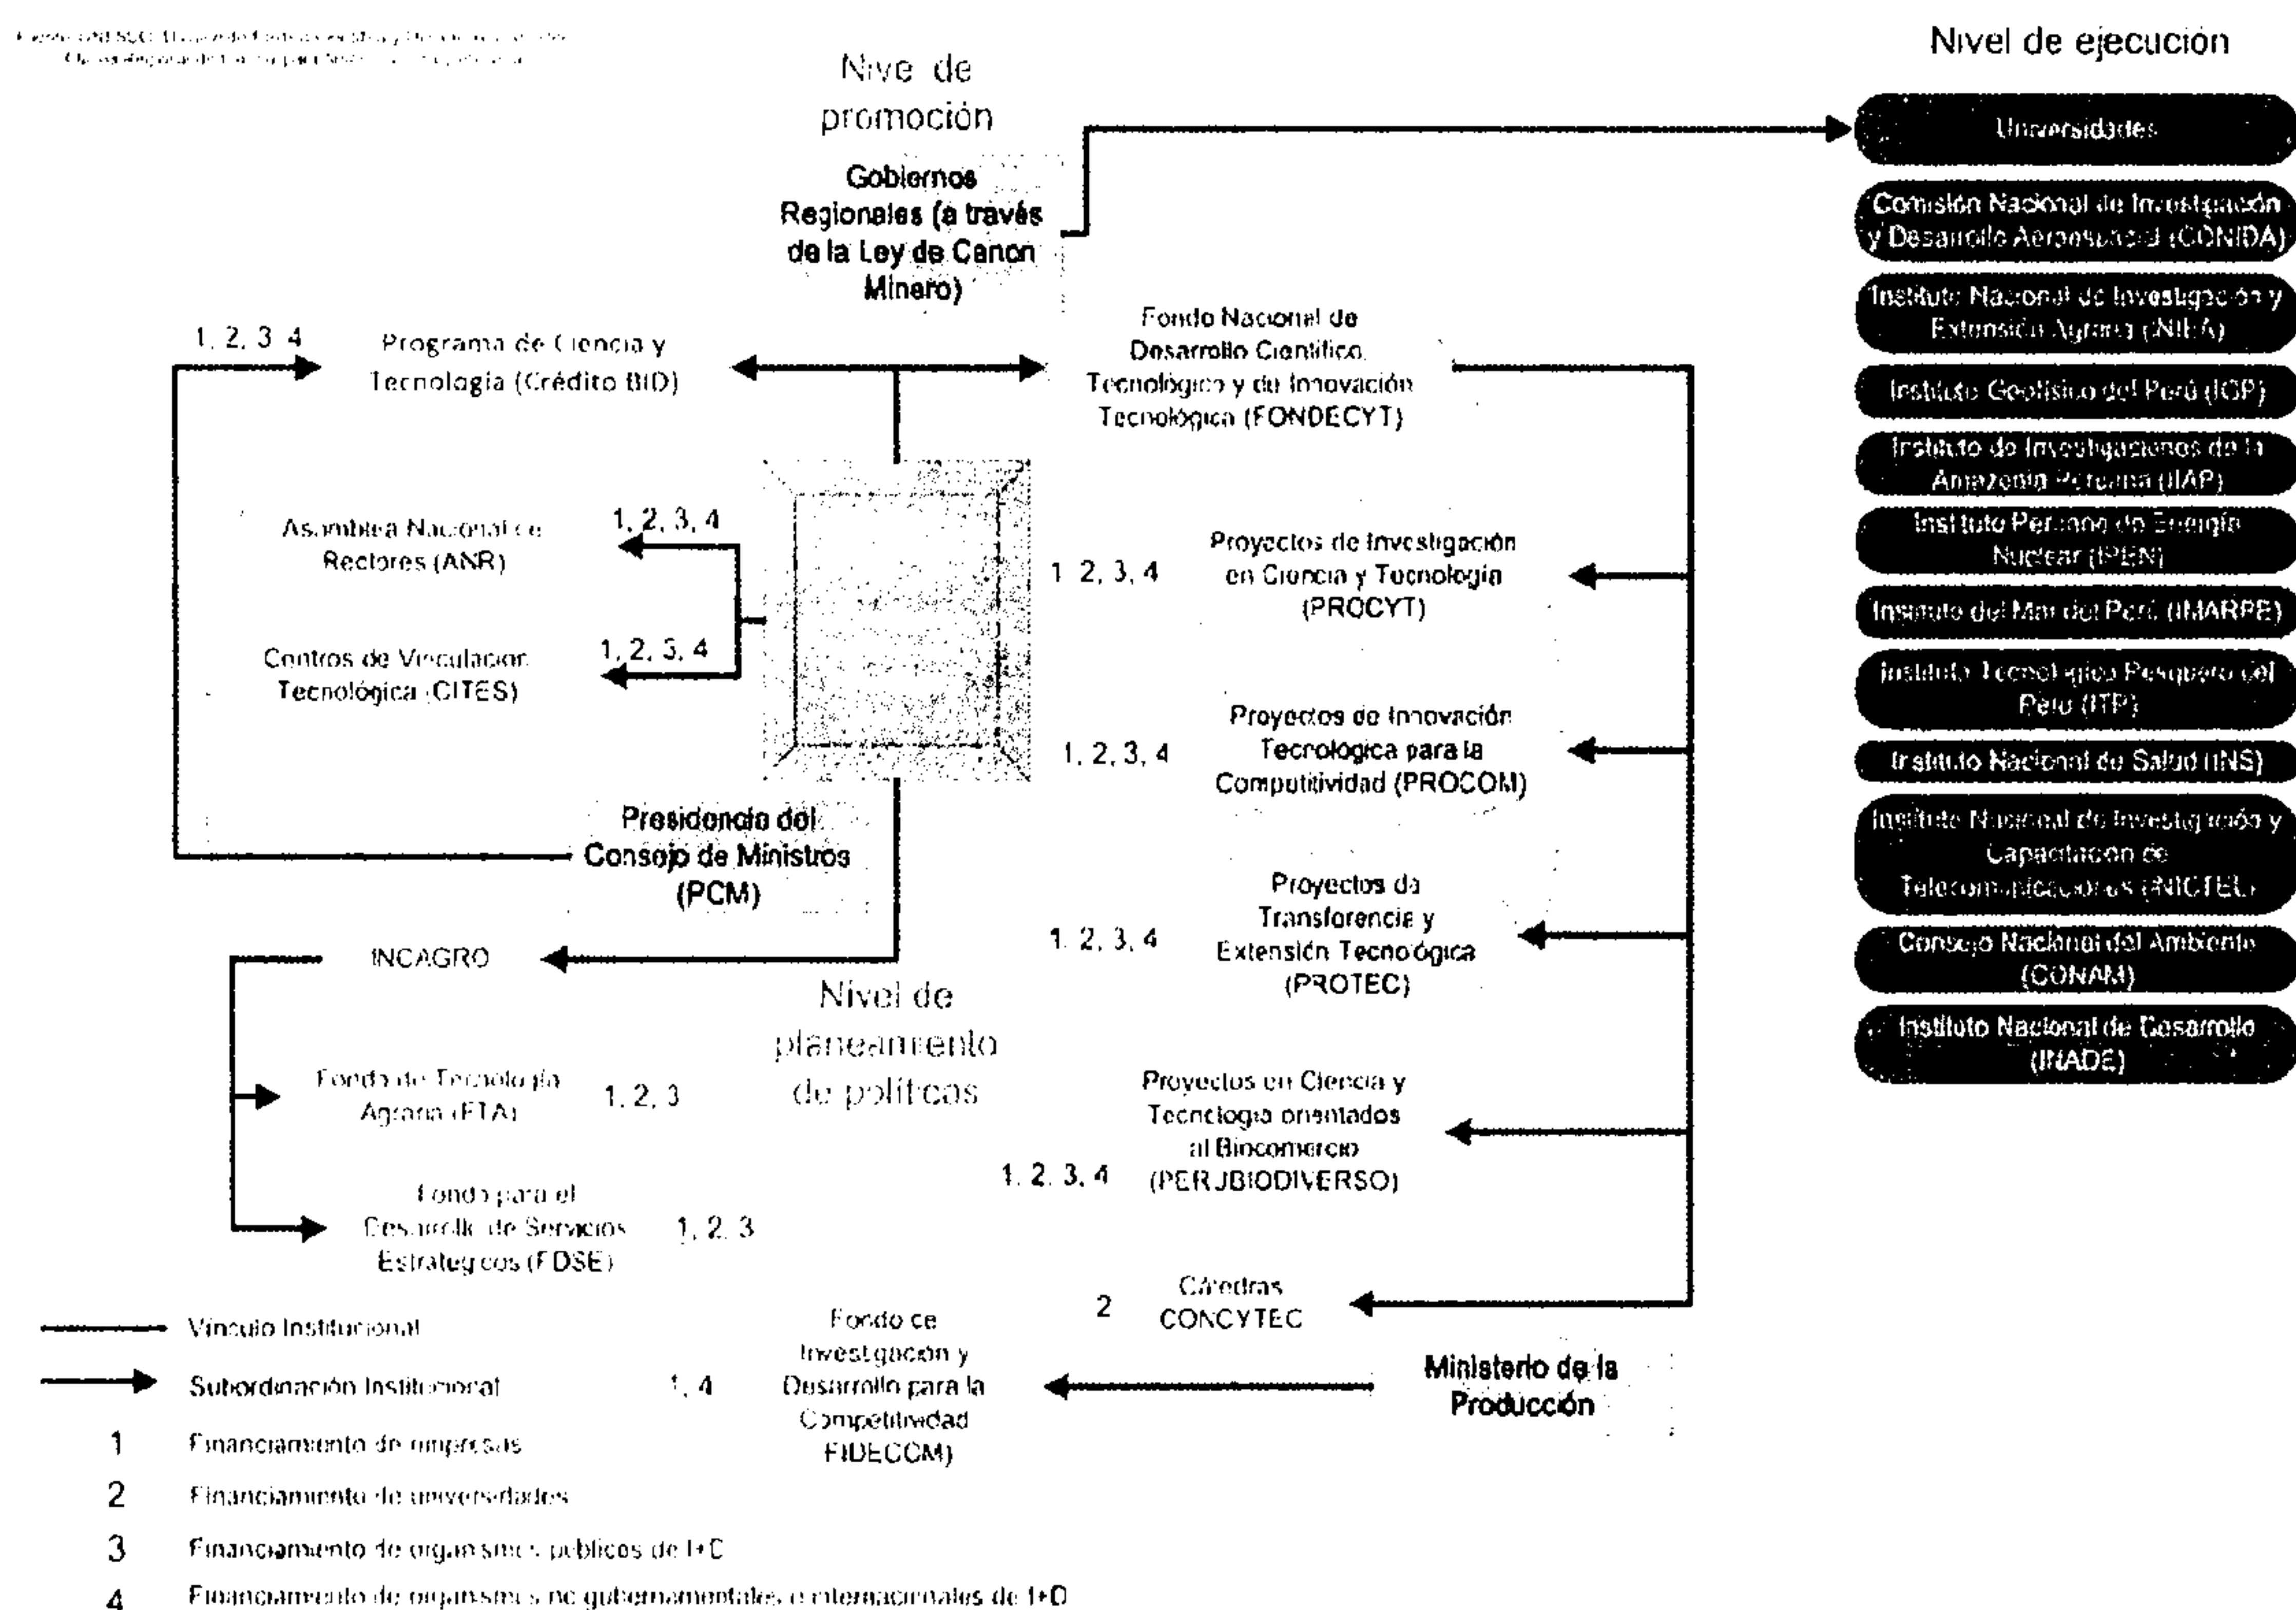 Nivel de ejecución
Nive de
promoción
Gobiernos
Regionales (a través
de la Ley de Canon
Minero)
Universidades
Comisión Nacional de Investigación
y Desarrollo Aeroespacial (CONIDA)
Instituto Nacional de Investigación y
Extensión Agraria (INIEA)
Instituto Geofísico del Perú (IGP)
Instituto de Investigaciones de la
Amazonía Peruana (IIAP)
Instituto Peruano de Energía
Nuclear (IPEN)
Instituto del Mar del Perú (IMARPE)
Instituto Tecnológico Pesquero del
Perú (ITP)
Instituto Nacional de Salud (INS)
Instituto Nacional de Investigación y
Capacitación de
Telecomunicaciones (INICTEL)
Consejo Nacional del Ambiente
(CONAM)
Instituto Nacional de Desarrollo
(INADE)
1, 2, 3 4
Programa de Ciencia y
Tecnología (Crédito BID)
Fondo Nacional de
Desarrollo Científico,
Tecnológico y de Innovación
Tecnológica (FONDECYT)
Asamblea Nacional de
Rectores (ANR)
1, 2, 3, 4
Centros de Vinculacion
Tecnológica (CITES)
1, 2, 3, 4
1 2, 3, 4
Proyectos de Investigación
en Ciencia y Tecnología
(PROCYT)
1, 2, 3, 4
Proyectos de Innovación
Tecnológica para la
Computitividad (PROCOM)
Presidencia del
Consejo de Ministros
(PCM)
1. 2, 3, 4
Proyectos de
Transferencia y
Extensión Tecnológica
(PROTEC)
INCAGRO
Nivel de
planeamiento
de políticas
Fondo de Tecnología
Agraria (FTA)
1, 2, 3
1. 2, 3, 4
Proyectos en Ciencia y
Tecnología orientados
al Biocomercio
(PERUBIODIVERSO)
Fondo para el
Desarrollo de Servicios
Estrategicos (FDSE)
1, 2, 3
2
Cátedras
CONCYTEC
1, 4
Fondo de
Investigación y
Desarrollo para la
Competitividad
FIDECOM)
Ministerio de la
Producción
Vínculo Institucional
Subordinación Institucional
1 Financiamiento de empresas
2 Financiamiento de universidades
3 Financiamiento de organismos públicos de I+D
4 Financiamiento de organismos no gubernamentales e internacionales de I+D